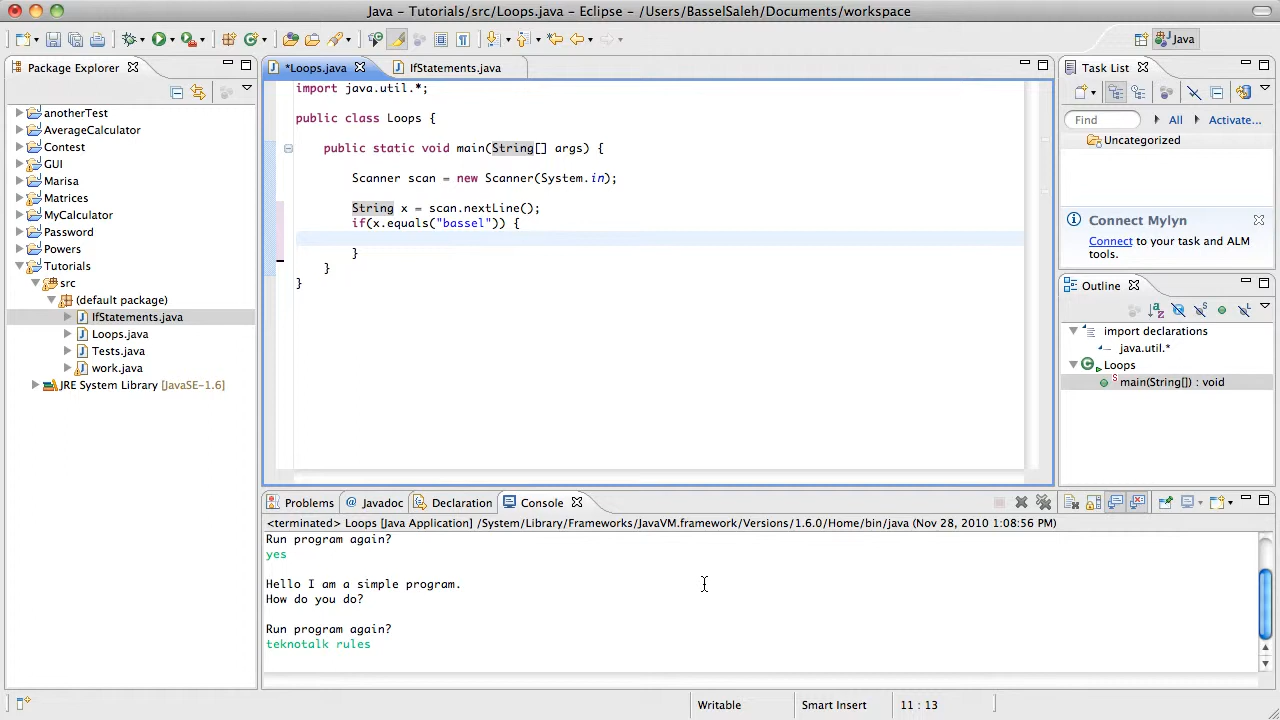 Java - Tutorials/src/Loops.java - Eclipse - /Users/BasselSaleh/Documents/workspace
Java
Package Explorer
anotherTest
AverageCalculator
Contest
GUI
Marisa
Matrices
MyCalculator
Password
Powers
Tutorials
src
(default package)
IfStatements.java
Loops.java
Tests.java
work.java
JRE System Library [JavaSE-1.6]
*Loops.java
IfStatements.java
import java.util.*;
public class Loops {
public static void main(String[] args) {
Scanner scan = new Scanner(System.in);
String x = scan.nextLine();
if(x.equals("bassel")) {
}
}
}
Task List
Find
All
Activate...
Uncategorized
Connect Mylyn
Connect to your task and ALM
tools.
Outline
import declarations
java.util.*
Loops
main(String[]) : void
Problems
@ Javadoc
Declaration
Console
<terminated> Loops [Java Application] /System/Library/Frameworks/JavaVM.framework/Versions/1.6.0/Home/bin/java (Nov 28, 2010 1:08:56 PM)
Run program again?
yes
Hello I am a simple program.
How do you do?
Run program again?
teknotalk rules
Writable
Smart Insert
11 : 13